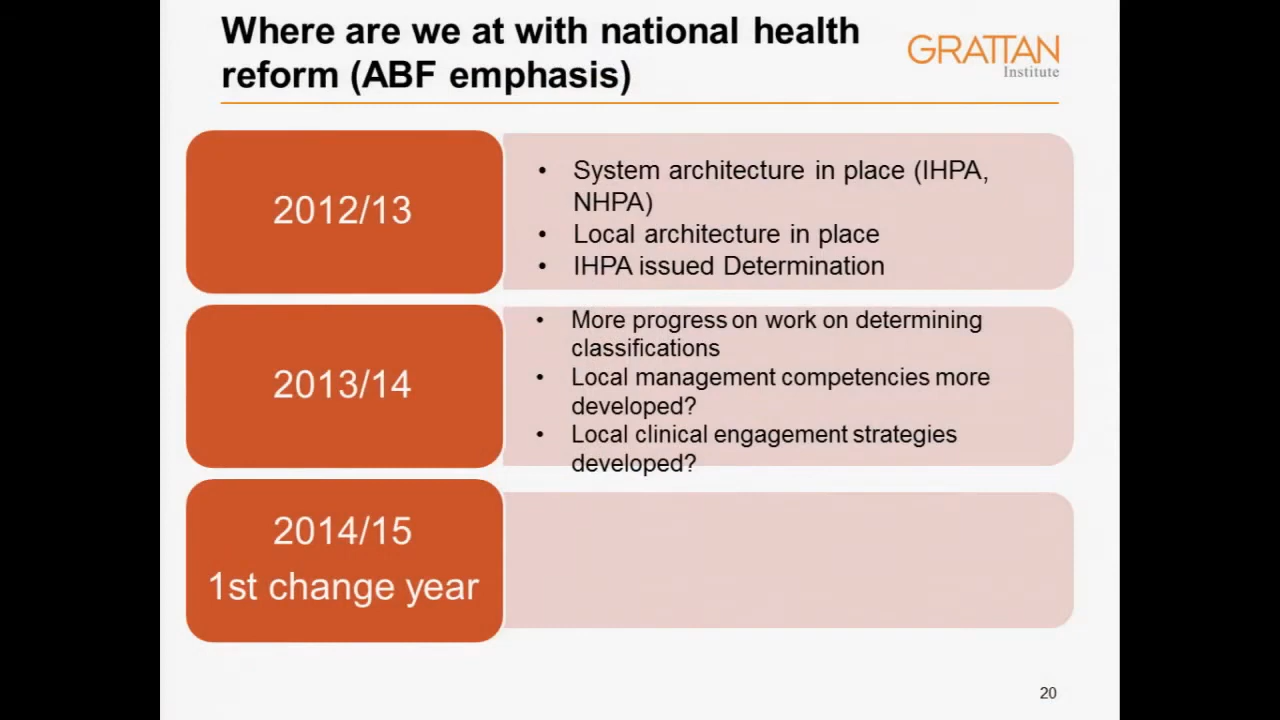 Where are we at with national health
reform (ABF emphasis)
GRATTAN
Institute
2012/13
• System architecture in place (IHPA,
NHPA)
• Local architecture in place
• IHPA issued Determination
2013/14
• More progress on work on determining
classifications
• Local management competencies more
developed?
• Local clinical engagement strategies
developed?
2014/15
1st change year
20